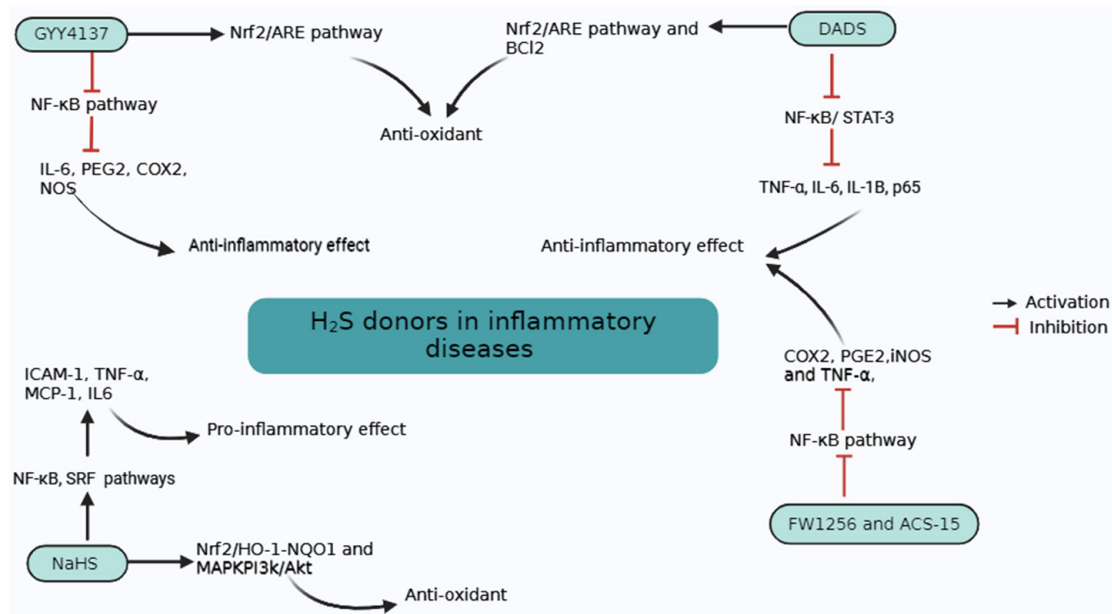 GYY4137
Nrf2/ARE pathway
Nrf2/ARE pathway and
BCl2
DADS
NF-κB pathway
Anti-oxidant
NF-κB/ STAT-3
IL-6, PEG2, COX2,
NOS
TNF-α, IL-6, IL-1B, p65
Anti-inflammatory effect
Anti-inflammatory effect
H₂S donors in inflammatory
diseases
Activation
Inhibition
COX2, PGE2,iNOS
and TNF-α,
ICAM-1, TNF-α,
MCP-1, IL6
Pro-inflammatory effect
NF-κB pathway
NF-κB, SRF pathways
FW1256 and ACS-15
NaHS
Nrf2/HO-1-NQO1 and
MAPKPI3k/Akt
Anti-oxidant